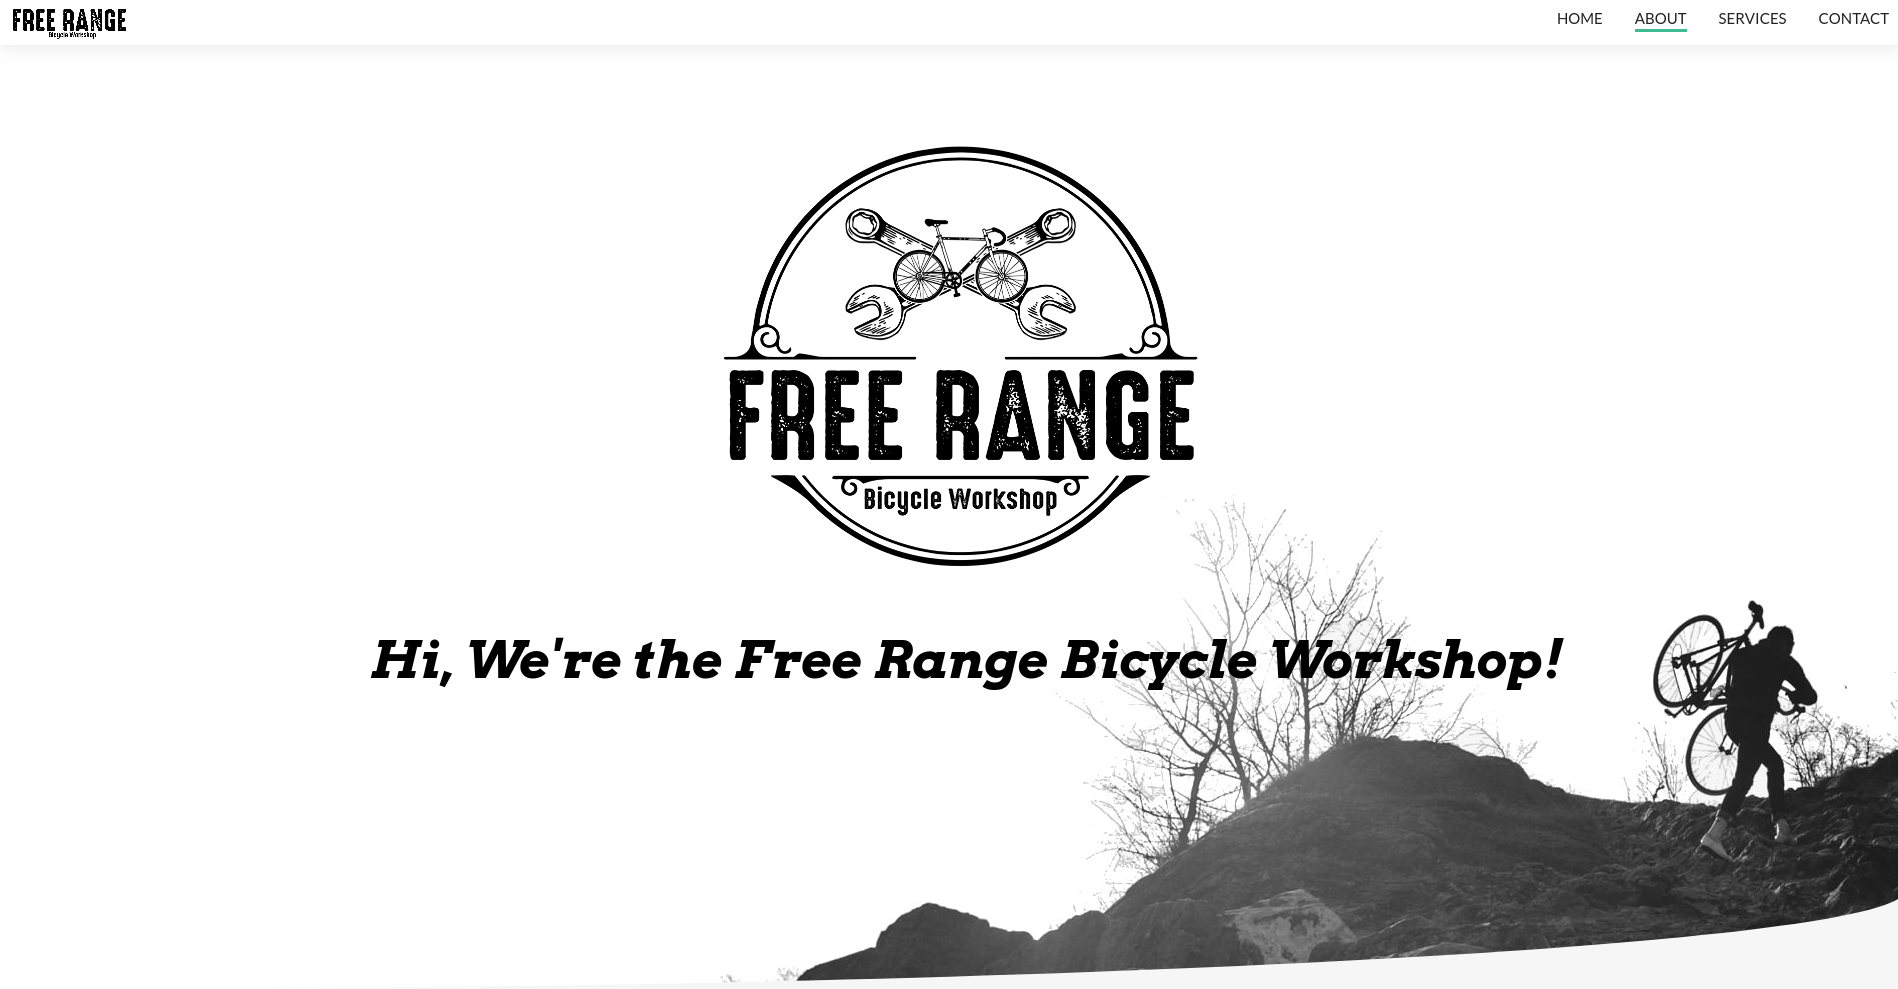 FREE RANGE
Bicycle Workshop
HOME ABOUT SERVICES CONTACT
FREE RANGE
Bicycle Workshop
Hi, We're the Free Range Bicycle Workshop!